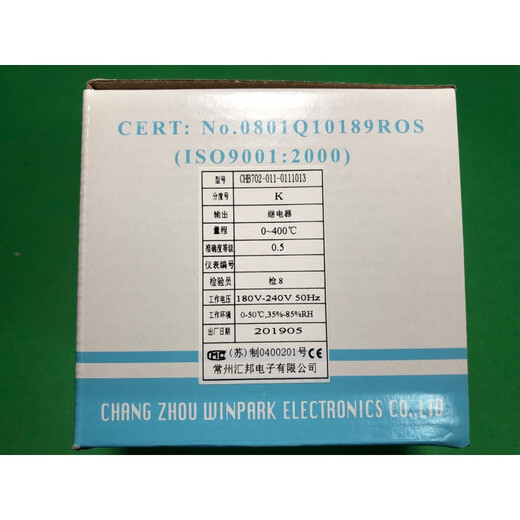 CERT: No.0801Q10189ROS
(ISO9001:2000)
型号 CHB702-011-0111013
分度号 K
输出 继电器
量程 0~400℃
准确度等级 0.5
仪表编号
检验员 检8
工作电压 180V-240V 50Hz
工作环境 0-50℃,35%-85%RH
出厂日期 201905
MC (苏)制0400201号 CE
常州汇邦电子有限公司
CHANG ZHOU WINPARK ELECTRONICS CO.,LTD